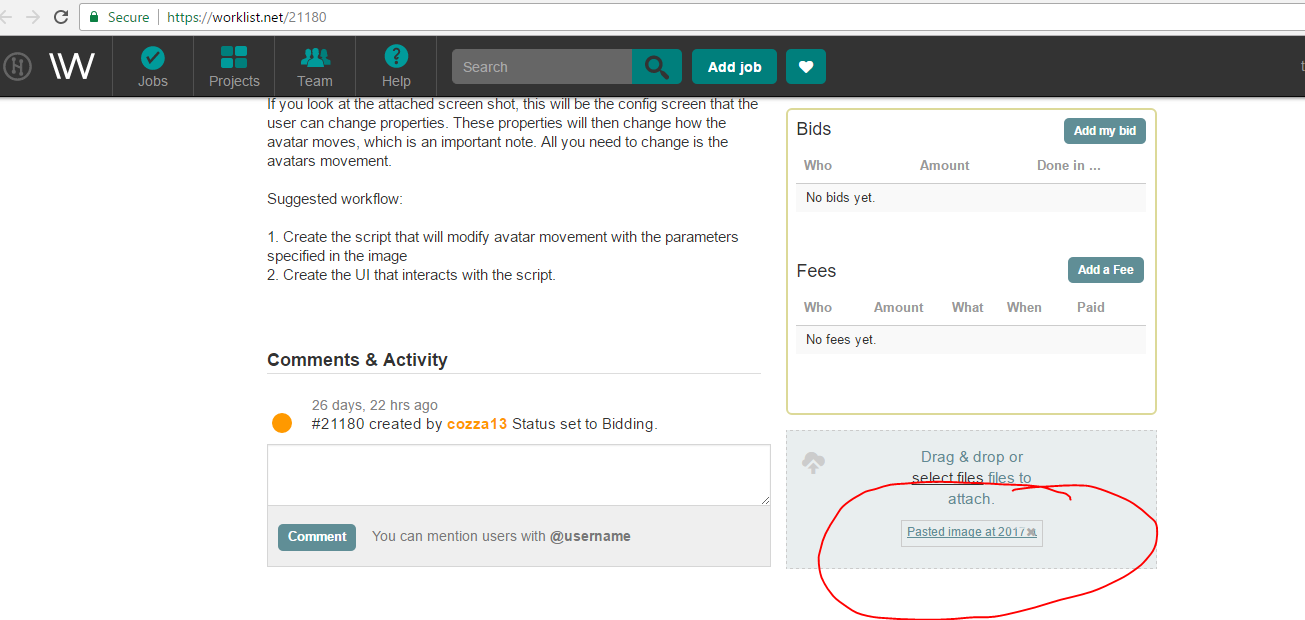 Secure
https://worklist.net/21180
W
Jobs
Projects
Team
Help
Search
Add job
If you look at the attached screen shot, this will be the config screen that the
user can change properties. These properties will then change how the
avatar moves, which is an important note. All you need to change is the
avatars movement.
Suggested workflow:
1. Create the script that will modify avatar movement with the parameters
specified in the image
2. Create the UI that interacts with the script.
Comments & Activity
26 days, 22 hrs ago
#21180 created by cozza13 Status set to Bidding.
Comment
You can mention users with @username
Bids
Add my bid
Who Amount Done in ...
No bids yet.
Fees
Add a Fee
Who Amount What When Paid
No fees yet.
Drag & drop or
select files files to
attach.
Pasted image at 2017